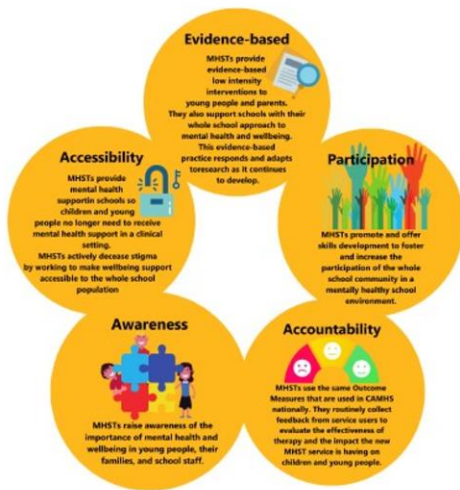 Evidence-based
MHSTs provide
evidence-based
low intensity
interventions to
young people and parents.
They also support schools with their
whole school approach to
mental health and wellbeing.
This evidence-based
practice responds and adapts
toresearch as it continues
to develop.
Accessibility
MHSTs provide
mental health
supportin schools so
children and young
people no longer need to receive
mental health support in a clinical
setting.
MHSTs actively decease stigma
by working to make wellbeing support
accessible to the whole school
population
Participation
MHSTs promote and offer
skills development to foster
and increase the
participation of the whole
school community in a
mentally healthy school
environment.
Awareness
MHSTs raise awareness of the
importance of mental health and
wellbeing in young people, their
families, and school staff.
Accountability
MHSTs use the same Outcome
Measures that are used in CAMHS
nationally. They routinely collect
feedback from service users to
evaluate the effectiveness of
therapy and the impact the new
MHST service is having on
children and young people.